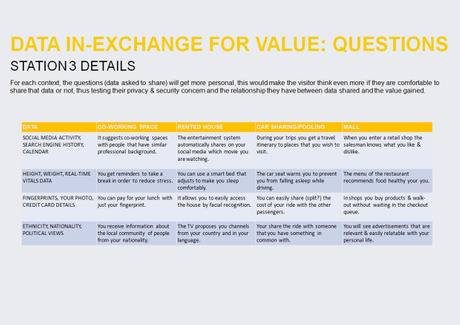 DATA IN-EXCHANGE FOR VALUE: QUESTIONS
STATION3 DETAILS
For each context, the questions (data asked to share) will get more personal, this would make the visitor think even more if they are comfortable to
share that data or not, thus testing their privacy & security concern and the relationship they have between data shared and the value gained.
DATA CO-WORKING SPACE RENTED HOUSE CAR SHARING/POOLING MALL
SOCIAL MEDIA ACTIVITY, It suggests co-working spaces The entertainment system During your trips you get a travel When you enter a retail shop the
SEARCH ENGINE HISTORY, with people that have similar automatically shares on your itinerary to places that you wish to salesman knows what you like &
CALENDAR professional background. social media which movie you visit. dislike.
are watching.
HEIGHT, WEIGHT, REAL-TIME You get reminders to take a You can use a smart bed that The car seat warns you to prevent The menu of the restaurant
VITALS DATA break in order to reduce stress. adjusts to make you sleep you from falling asleep while recommends food healthy your you.
comfortably. driving.
FINGERPRINTS, YOUR PHOTO, You can pay for your lunch with It allows you to easily access You can easily share (split?) the In shops you buy products & walk-
CREDIT CARD DETAILS just your fingerprint. the house by facial recognition. cost of your ride with the other out without waiting in the checkout
passengers. queue.
ETHNICITY, NATIONALITY, You receive information about The TV proposes you channels Your share the ride with someone You will see advertisements that are
POLITICAL VIEWS the local community of people from your country and in your that you have something in relevant & easily relatable with your
from your nationality. language. common with. personal life.